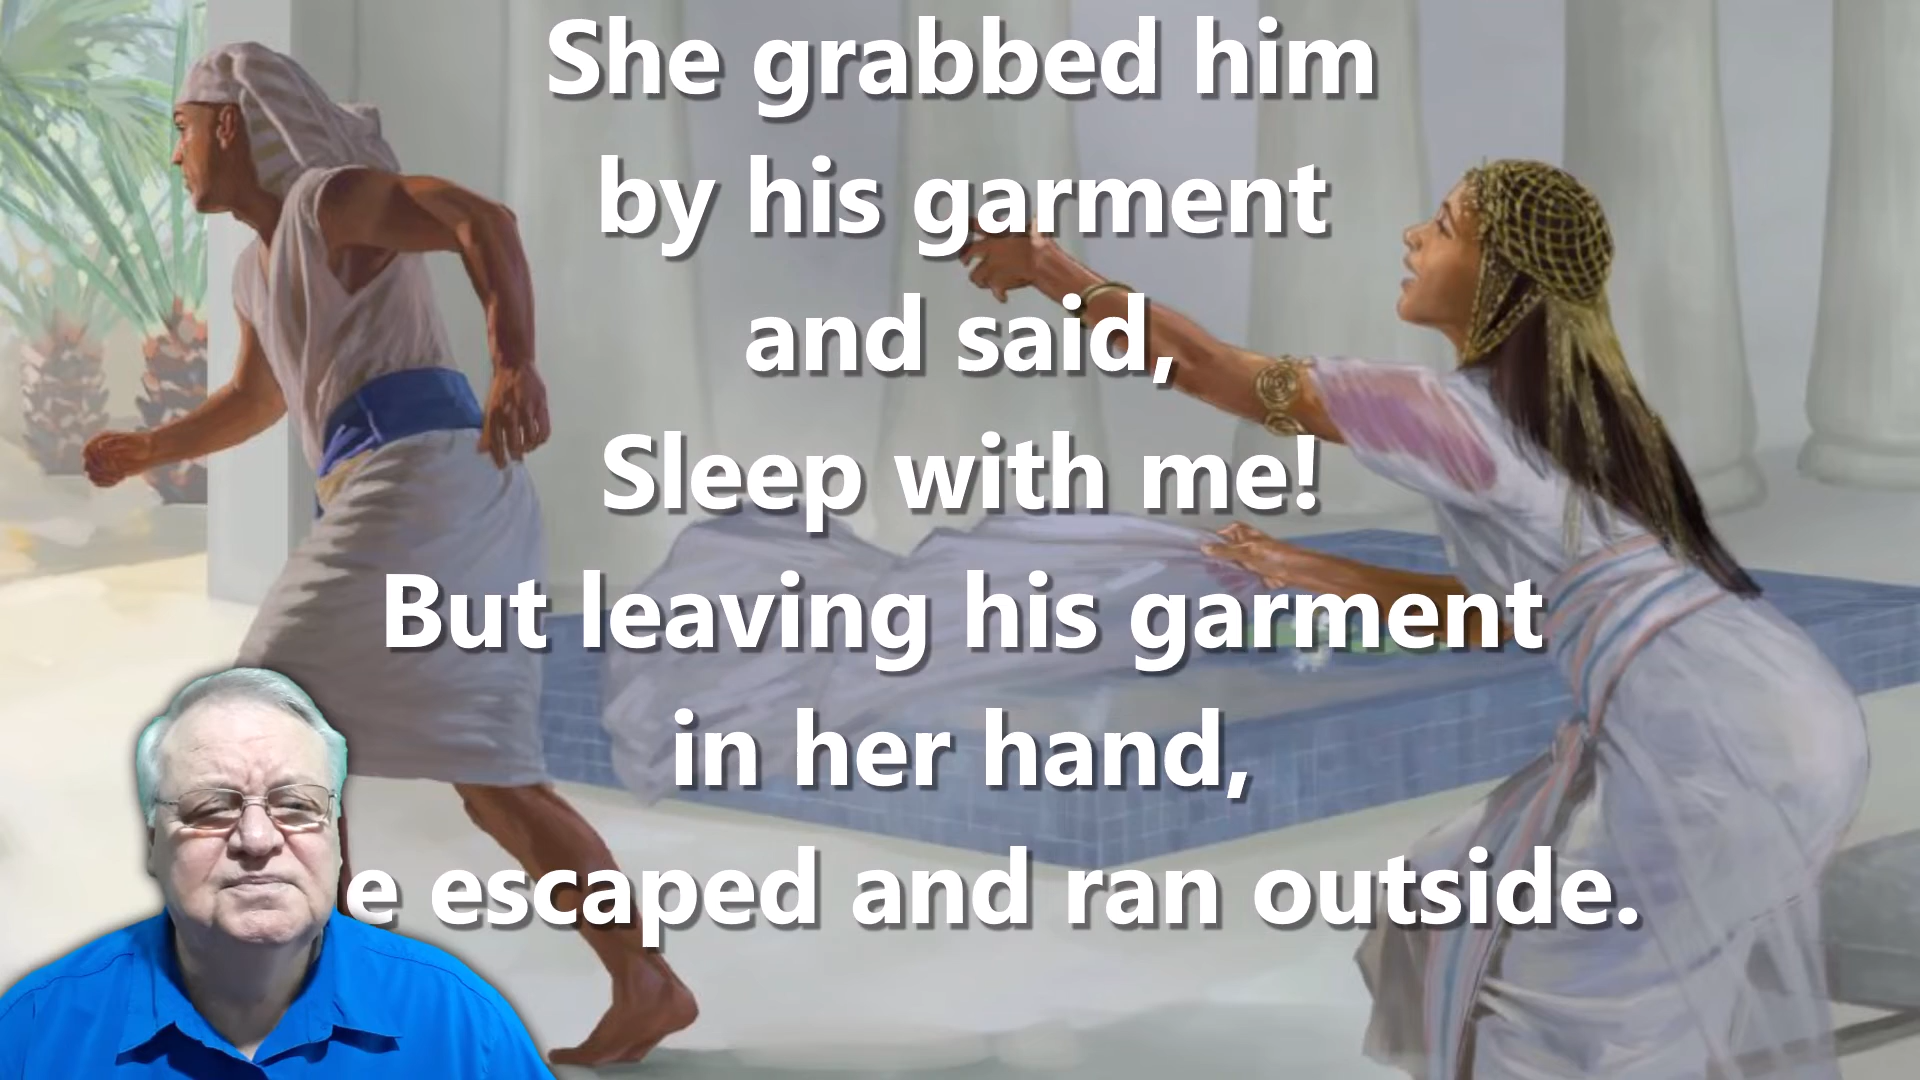 She grabbed him
by his garment
and said,
Sleep with me!
But leaving his garment
in her hand,
e escaped and ran outside.